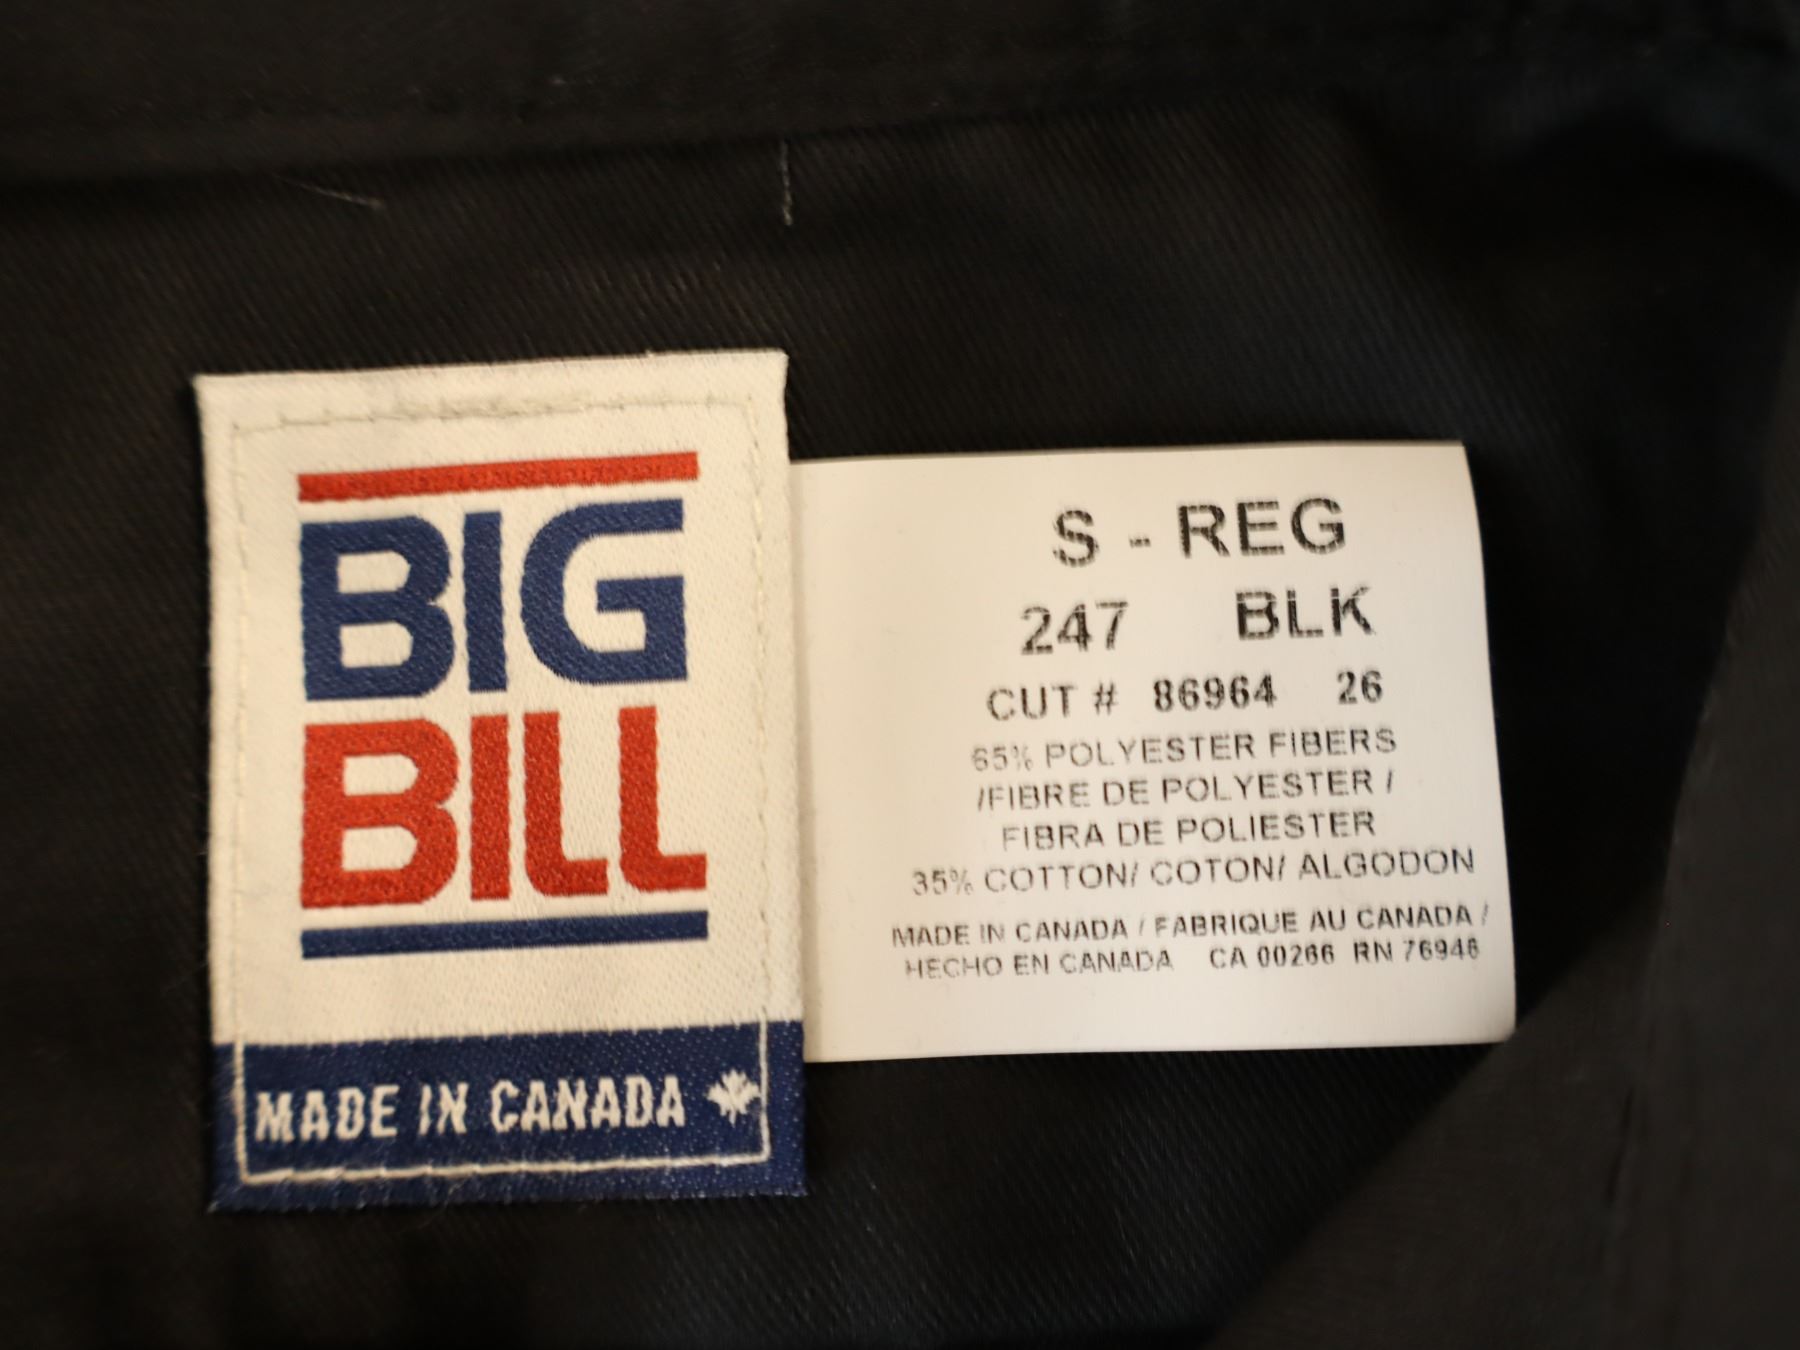 BIG
BILL
MADE IN CANADA
S - REG
247 BLK
CUT # 86964 26
65% POLYESTER FIBERS
/FIBRE DE POLYESTER /
FIBRA DE POLIESTER
35% COTTON/ COTON/ ALGODON
MADE IN CANADA / FABRIQUE AU CANADA /
HECHO EN CANADA CA 00266 RN 76946